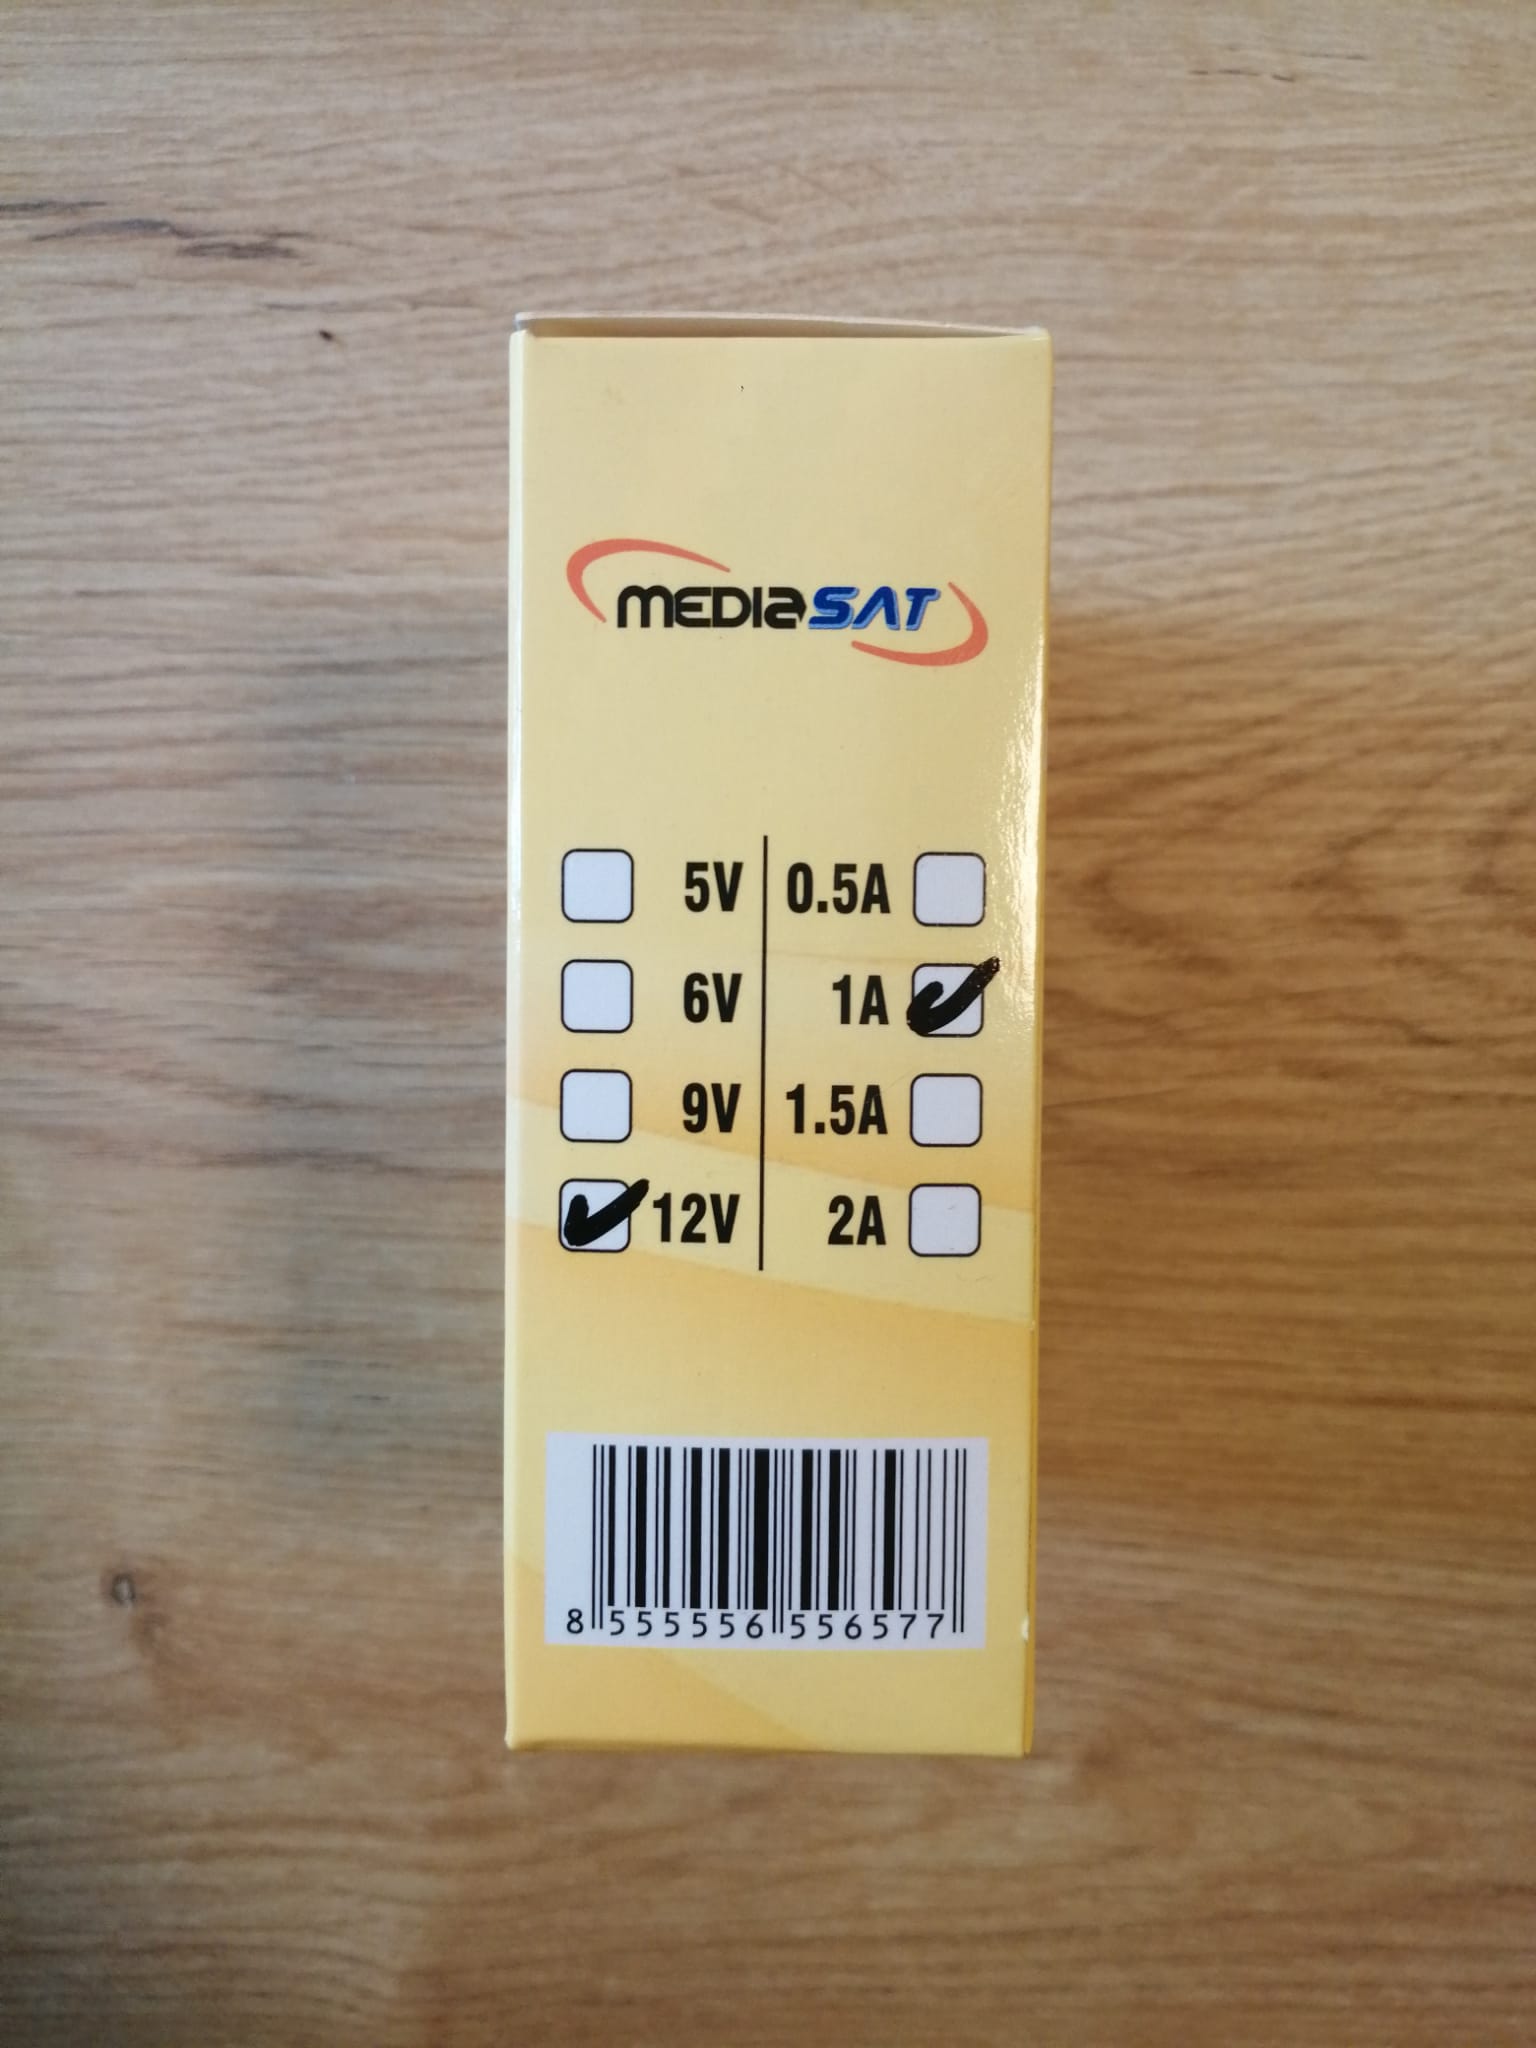 MEDIASAT
5V 0.5A
6V 1A
9V 1.5A
12V 2A
8 555556 556577